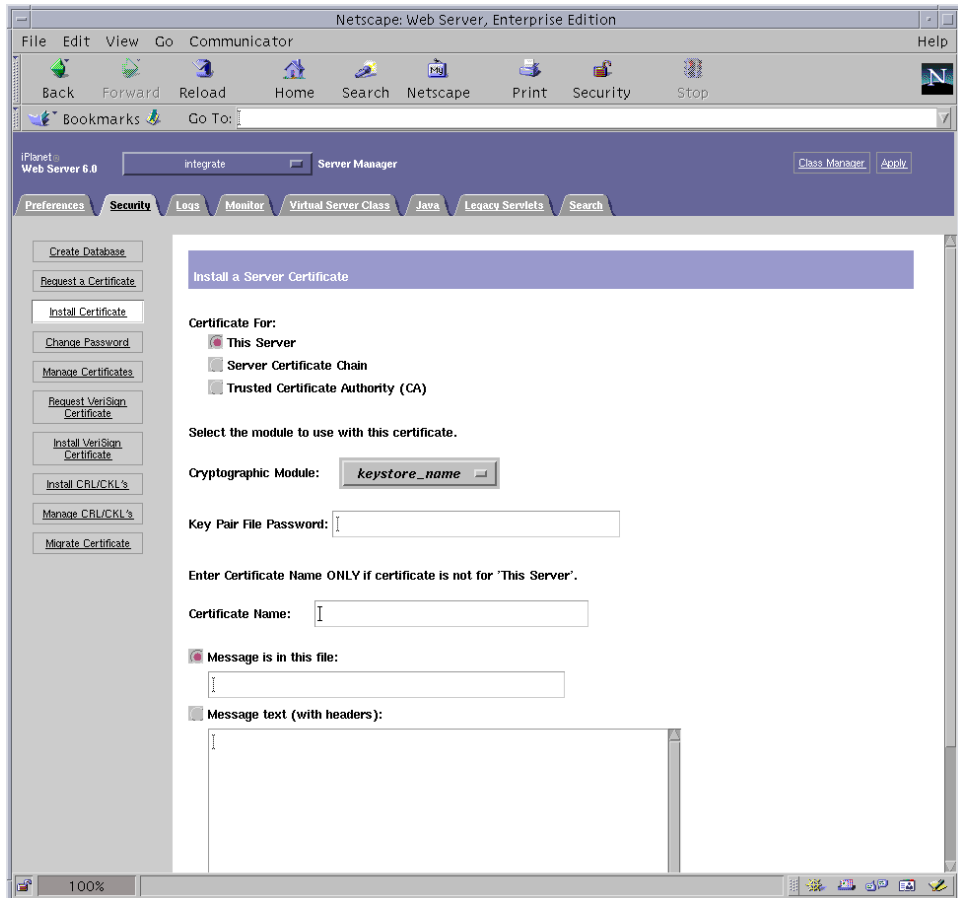 Netscape: Web Server, Enterprise Edition
File Edit View Go Communicator Help
Back Forward Reload Home Search Netscape Print Security Stop
My
N
Bookmarks Go To:
iPlanet
Web Server 6.0
integrate
Server Manager
Class Manager
Apply
Preferences Security Logs Monitor Virtual Server Class Java Legacy Servlets Search
Create Database
Request a Certificate
Install Certificate
Change Password
Manage Certificates
Request VeriSign
Certificate
Install VeriSign
Certificate
Install CRL/CKL's
Manage CRL/CKL's
Migrate Certificate
Install a Server Certificate
Certificate For:
This Server
Server Certificate Chain
Trusted Certificate Authority (CA)
Select the module to use with this certificate.
Cryptographic Module: keystore_name
Key Pair File Password:
Enter Certificate Name ONLY if certificate is not for 'This Server'.
Certificate Name:
Message is in this file:
Message text (with headers):
100%